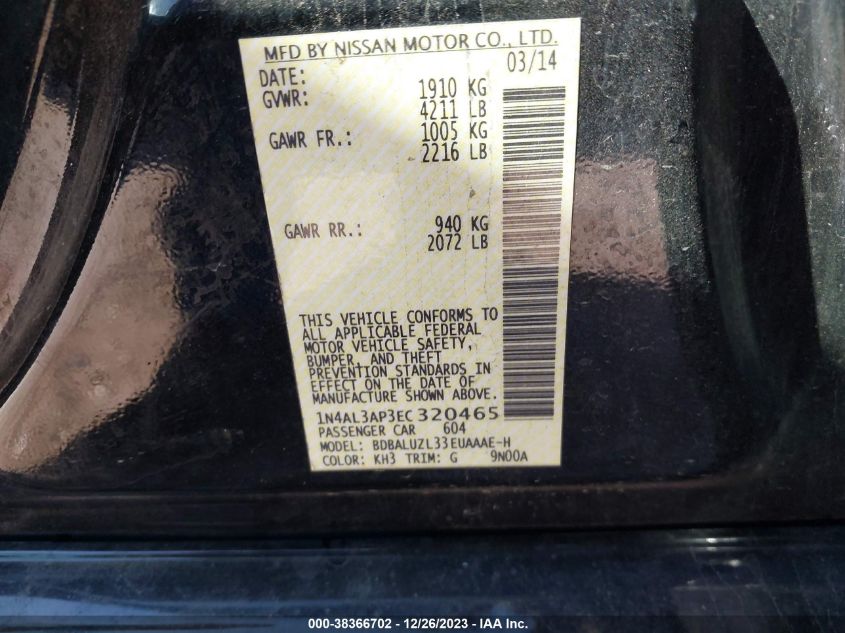 MFD BY NISSAN MOTOR CO., LTD.
DATE: 03/14
GVWR: 1910 KG
4211 LB
GAWR FR.: 1005 KG
2216 LB
GAWR RR.: 940 KG
2072 LB
THIS VEHICLE CONFORMS TO
ALL APPLICABLE FEDERAL
MOTOR VEHICLE SAFETY,
BUMPER, AND THEFT
PREVENTION STANDARDS IN
EFFECT ON THE DATE OF
MANUFACTURE SHOWN ABOVE.
1N4AL3AP3EC 320465
PASSENGER CAR 604
MODEL: BDBALUZL33EUAAAE-H
COLOR: KH3 TRIM: G 9N00A
000-38366702 - 12/26/2023 - IAA Inc.